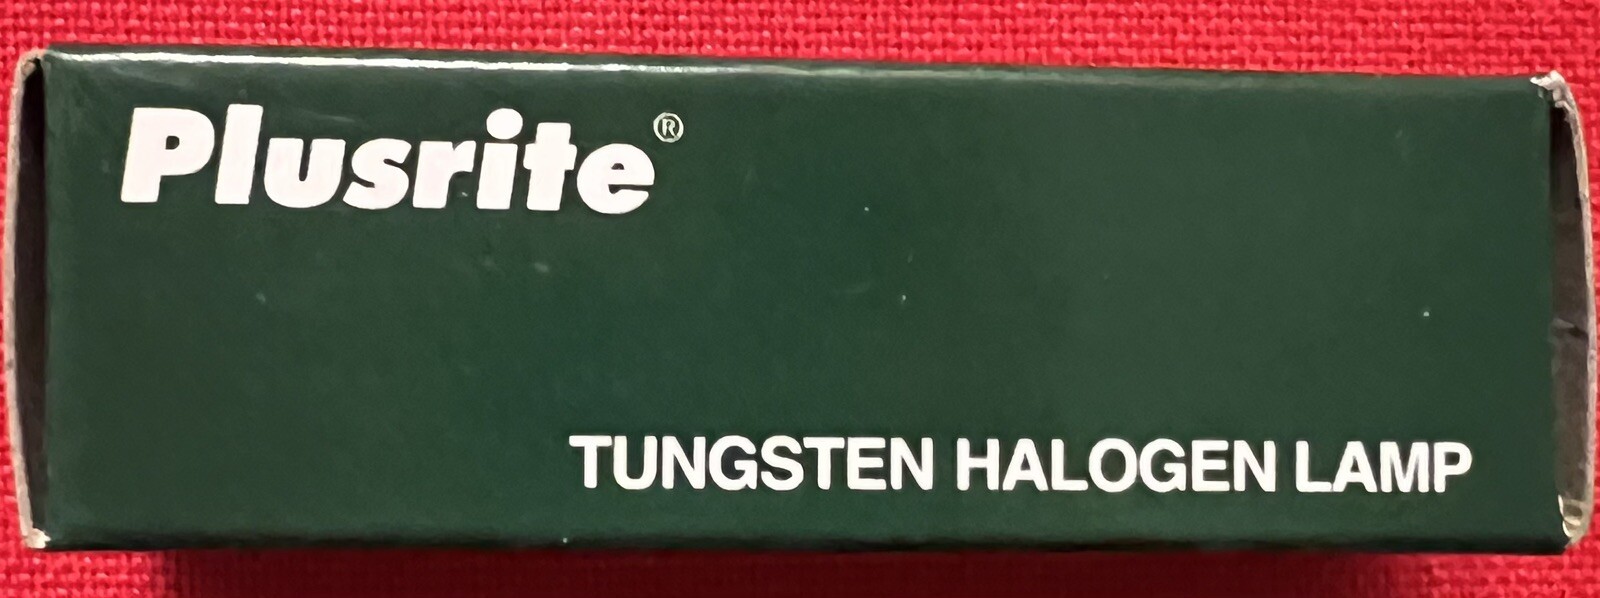 Plusrite®
TUNGSTEN HALOGEN LAMP